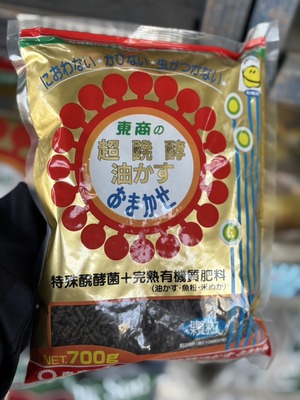 におわない・かびない・虫がつかない
東商の
超醗酵
油かす
おまかせ
特殊醗酵菌+完熟有機質肥料
(油かす・魚粉・米ぬか)
NET.700g